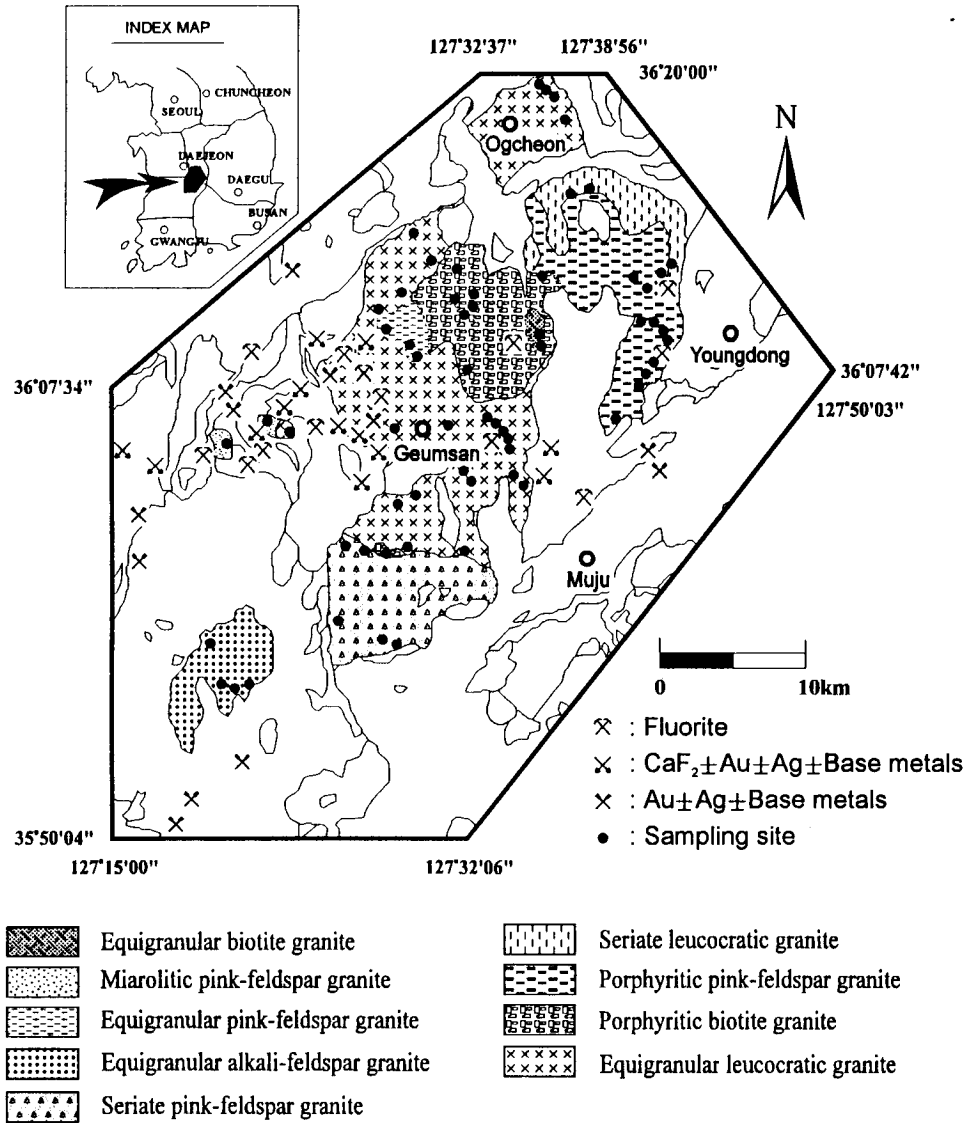 INDEX MAP
CHUNCHEON
SEOUL
DAEJEON
DAEGU
BUSAN
GWANGJU
127°32'37"
127°38'56"
36°20'00"
N
Ogcheon
Youngdong
36°07'34"
36°07'42"
127°50'03"
Geumsan
Muju
0
10km
: Fluorite
: CaF₂±Au±Ag±Base metals
: Au±Ag±Base metals
: Sampling site
35°50'04"
127°15'00"
127°32'06"
Equigranular biotite granite
Miarolitic pink-feldspar granite
Equigranular pink-feldspar granite
Equigranular alkali-feldspar granite
Seriate pink-feldspar granite
Seriate leucocratic granite
Porphyritic pink-feldspar granite
Porphyritic biotite granite
Equigranular leucocratic granite